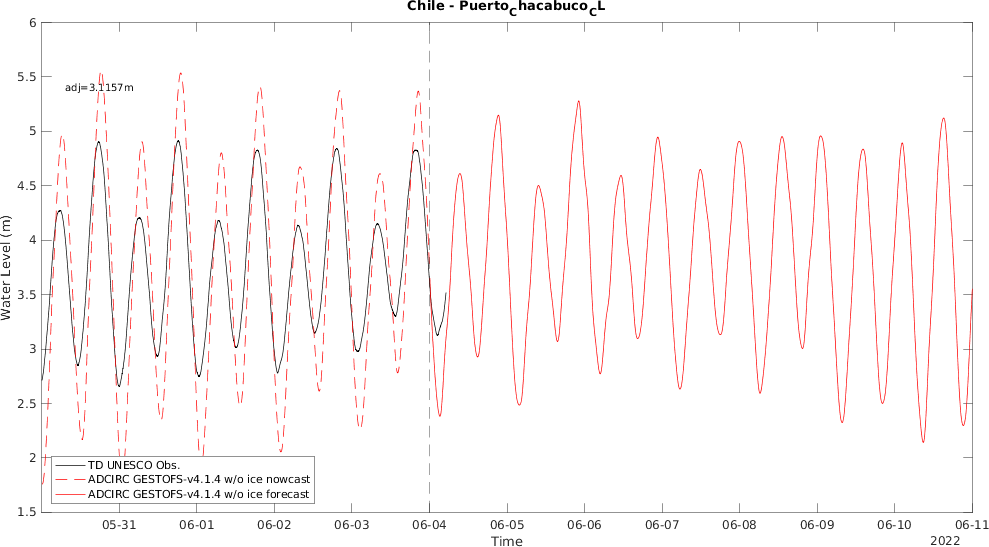 Chile - PuertoChacabucoCL
adj=3.1157m
Water Level (m)
6
5.5
5
4.5
4
3.5
3
2.5
2
1.5
TD UNESCO Obs.
ADCIRC GESTOFS-v4.1.4 w/o ice nowcast
ADCIRC GESTOFS-v4.1.4 w/o ice forecast
05-31 06-01 06-02 06-03 06-04 06-05 06-06 06-07 06-08 06-09 06-10 06-11
Time
2022